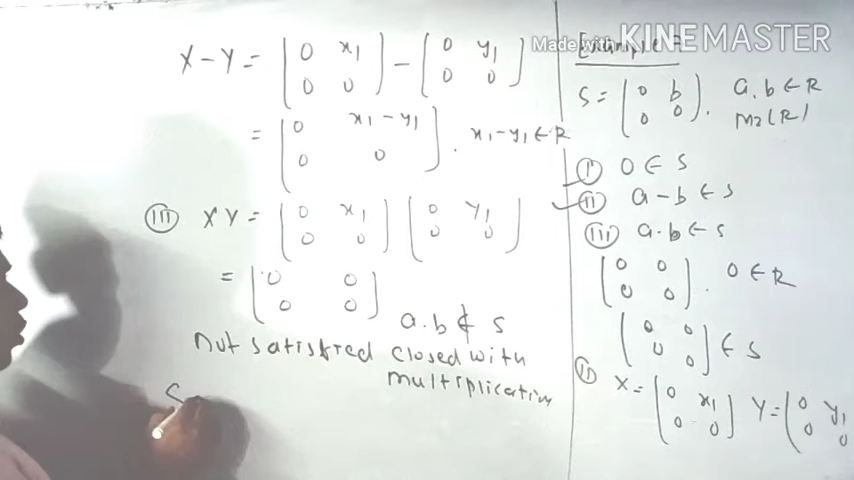 X - Y = [0 x1 0 0] - [0 y1 0 0]
= [0 x1 - y1 0 0] . x1 - y1 ∈ R
(III) XY = [0 x1 0 0] [0 y1 0 0]
= [0 0 0 0]
a.b ∉ S
not satisfied closed with
multiplication
S
Made with KINEMASTER
Example
S = (0 b 0 0). a.b ∈ R
M2(R)
(I) 0 ∈ S
(II) a - b ∈ S
(III) a.b ∈ S
[0 0 0 0] . 0 ∈ R
[0 0 0 0] ∈ S
(II) X = [0 x1 0 0] Y = [0 y1 0 0